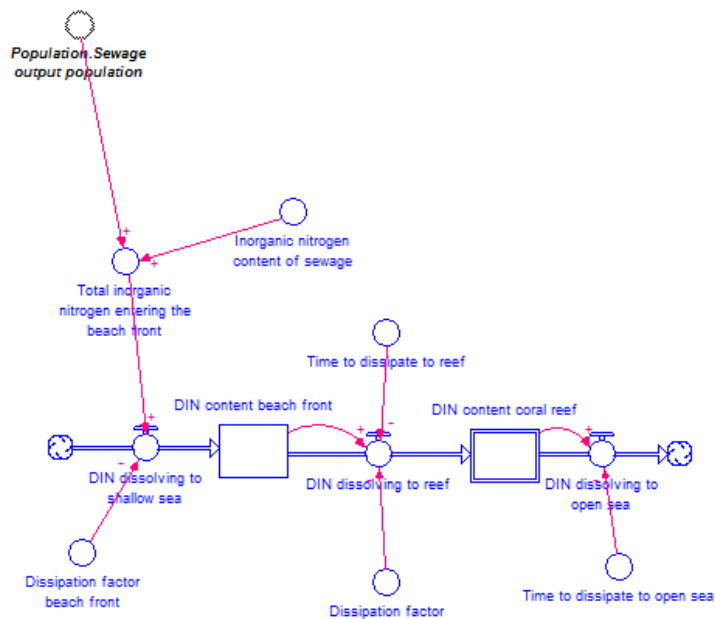 Population.Sewage
output population
+
+
Inorganic nitrogen
content of sewage
Total inorganic
nitrogen entering the
beach front
Time to dissipate to reef
DIN content beach front
DIN content coral reef
+
+
-
+
-
DIN dissolving to
shallow sea
DIN dissolving to reef
-
DIN dissolving to
open sea
-
Dissipation factor
beach front
Dissipation factor
Time to dissipate to open sea